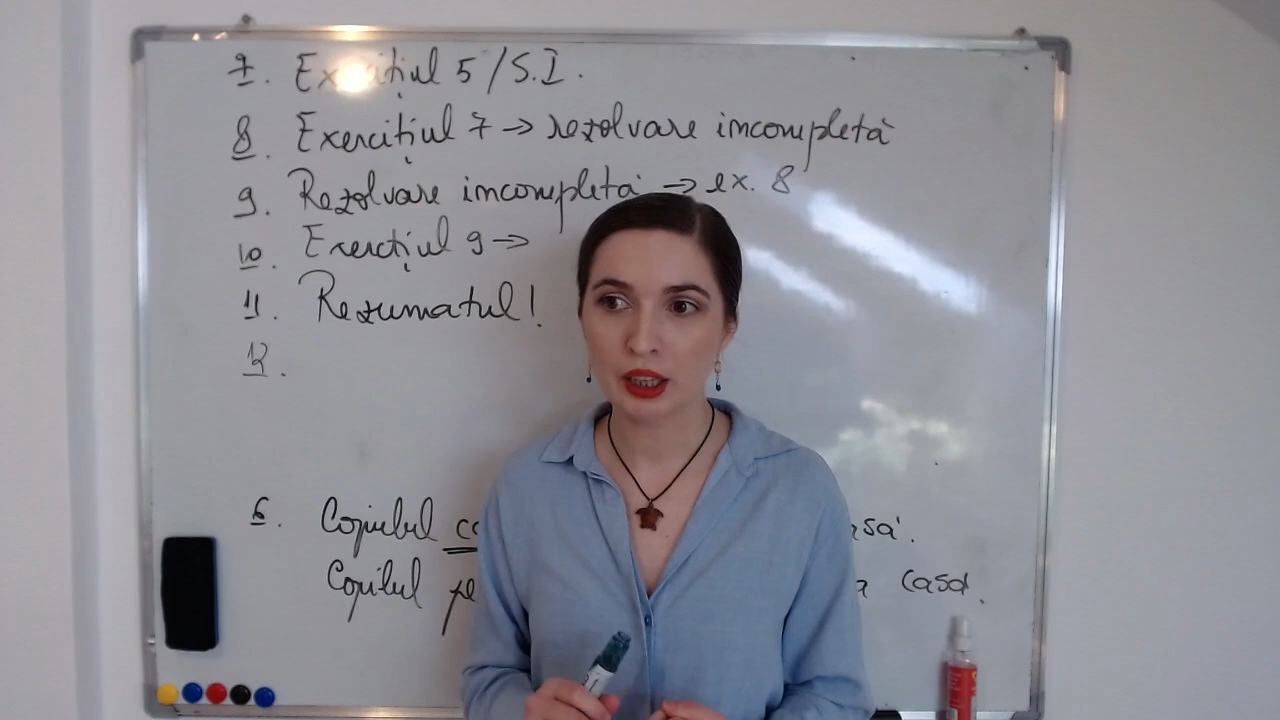 7. Exercițiul 5 / S.I.
8. Exercițiul 7 → rezolvare incompletă
9. Rezolvare incompletă → ex. 8
10. Exercțiul 9 →
11. Rezumatul!
12.
6. Copilul
Copilul casă.